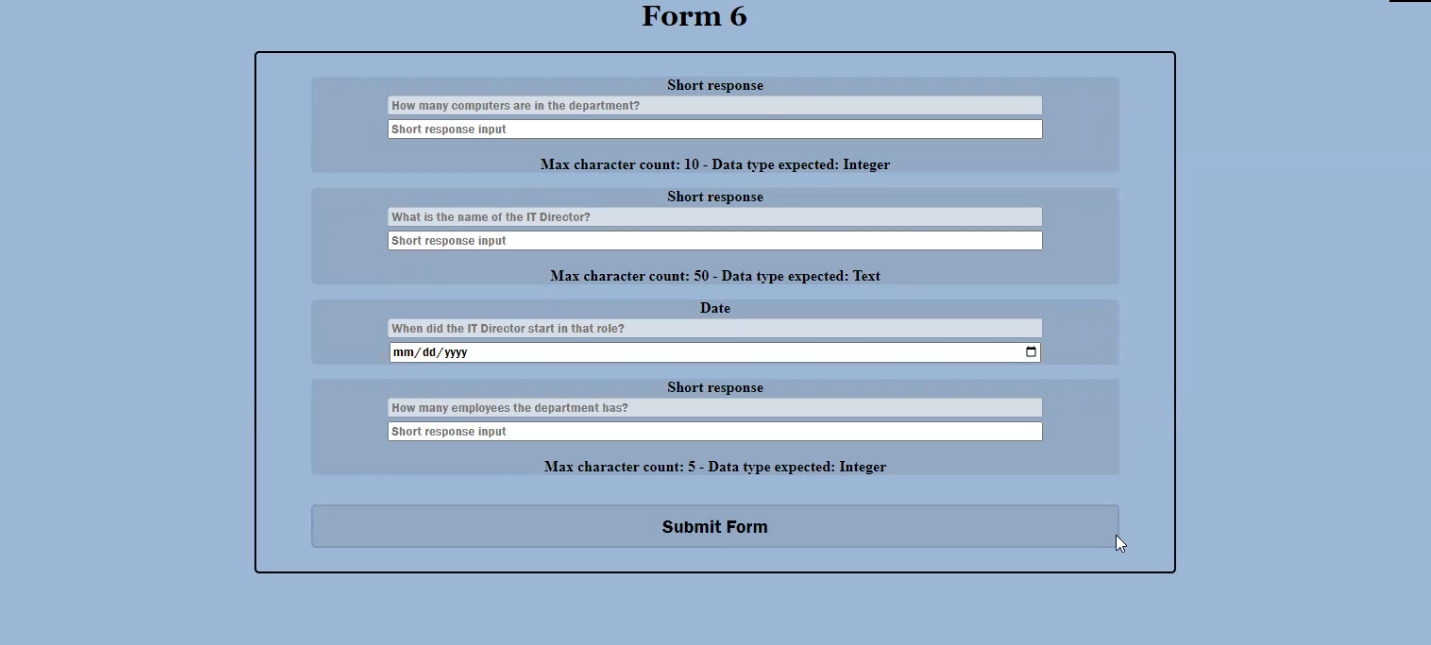 Form 6
Short response
How many computers are in the department?
Short response input
Max character count: 10 - Data type expected: Integer
Short response
What is the name of the IT Director?
Short response input
Max character count: 50 - Data type expected: Text
Date
When did the IT Director start in that role?
mm/dd/yyyy
Short response
How many employees the department has?
Short response input
Max character count: 5 - Data type expected: Integer
Submit Form